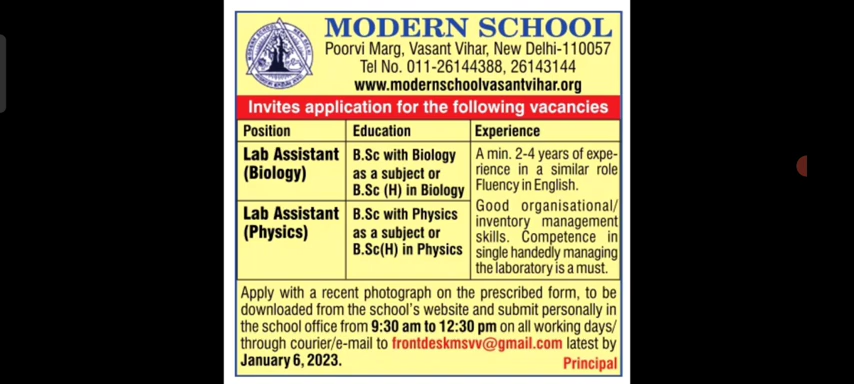 MODERN SCHOOL
Poorvi Marg, Vasant Vihar, New Delhi-110057
Tel No. 011-26144388, 26143144
www.modernschoolvasantvihar.org
Invites application for the following vacancies
Position Education Experience
Lab Assistant
(Biology)
B.Sc with Biology
as a subject or
B.Sc (H) in Biology
Lab Assistant
(Physics)
B.Sc with Physics
as a subject or
B.Sc(H) in Physics
A min. 2-4 years of expe-
rience in a similar role
Fluency in English.
Good organisational/
inventory management
skills. Competence in
single handedly managing
the laboratory is a must.
Apply with a recent photograph on the prescribed form, to be
downloaded from the school's website and submit personally in
the school office from 9:30 am to 12:30 pm on all working days/
through courier/e-mail to frontdeskmsvv@gmail.com latest by
January 6, 2023.
Principal